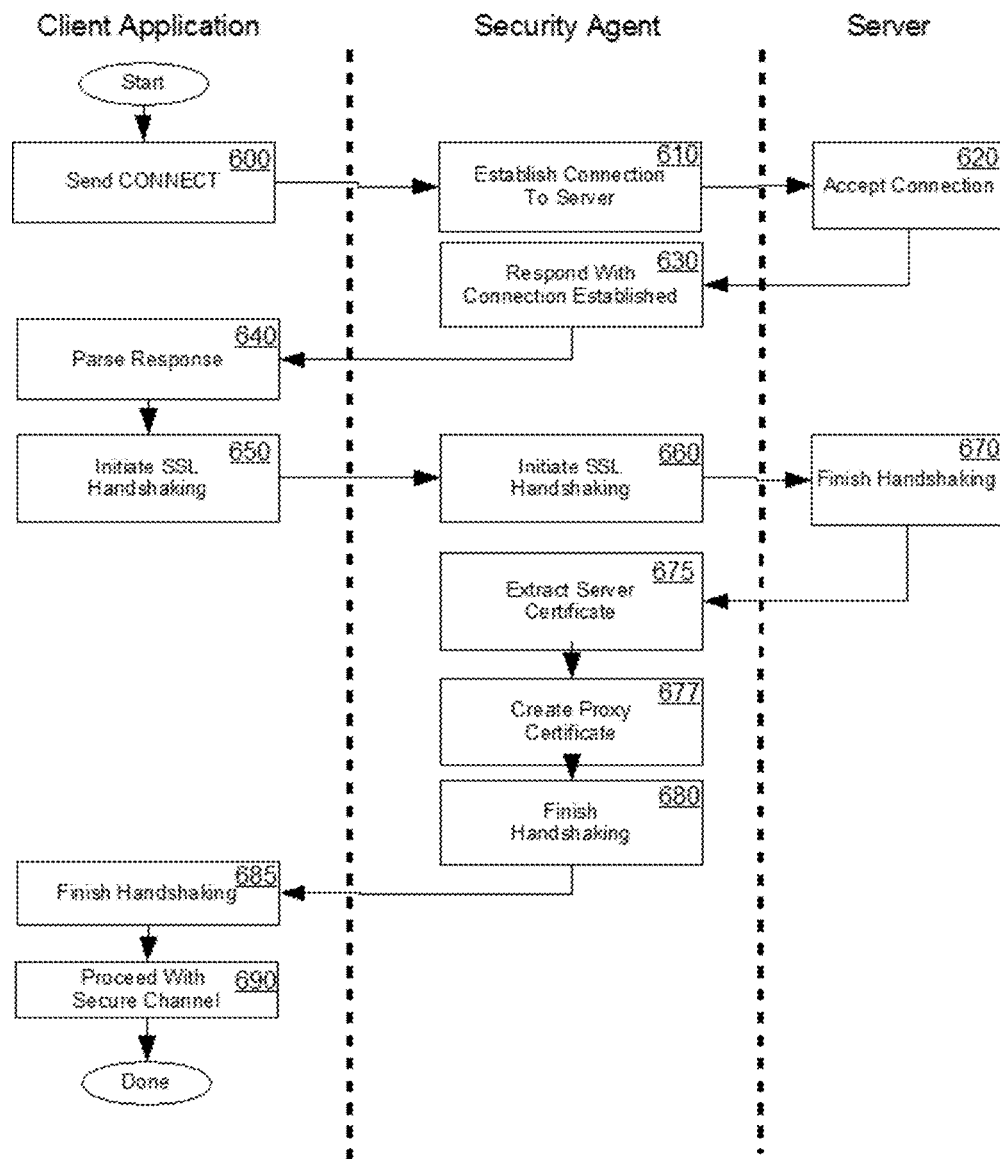 Client Application
Security Agent
Server
Start
600
Send CONNECT
610
Establish Connection
To Server
620
Accept Connection
630
Respond With
Connection Established
640
Parse Response
650
Initiate SSL
Handshaking
660
Initiate SSL
Handshaking
670
Finish Handshaking
675
Extract Server
Certificate
677
Create Proxy
Certificate
680
Finish
Handshaking
685
Finish Handshaking
690
Proceed With
Secure Channel
Done